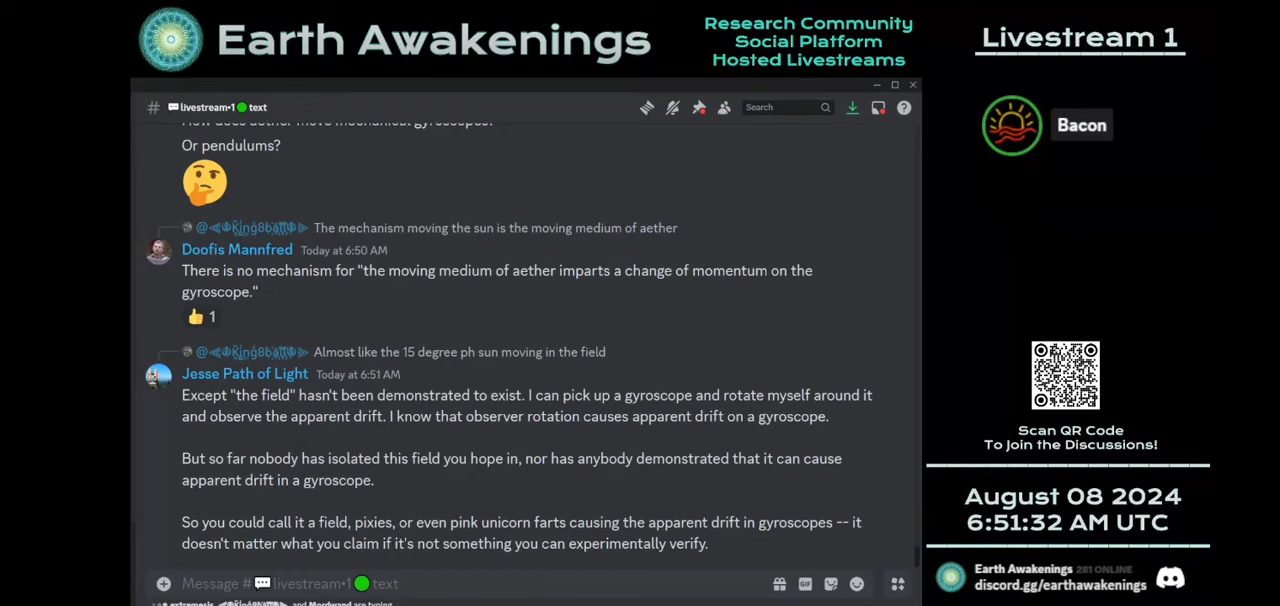 Earth Awakenings
Research Community
Social Platform
Hosted Livestreams
Livestream 1
# livestream•1 text
Search
Bacon
Or pendulums?
The mechanism moving the sun is the moving medium of aether
Doofis Mannfred Today at 6:50 AM
There is no mechanism for "the moving medium of aether imparts a change of momentum on the
gyroscope."
1
Almost like the 15 degree ph sun moving in the field
Jesse Path of Light Today at 6:51 AM
Except "the field" hasn't been demonstrated to exist. I can pick up a gyroscope and rotate myself around it
and observe the apparent drift. I know that observer rotation causes apparent drift on a gyroscope.
But so far nobody has isolated this field you hope in, nor has anybody demonstrated that it can cause
apparent drift in a gyroscope.
So you could call it a field, pixies, or even pink unicorn farts causing the apparent drift in gyroscopes -- it
doesn't matter what you claim if it's not something you can experimentally verify.
Message # livestream•1 text
GIF
and Mordwand are typing
Scan QR Code
To Join the Discussions!
August 08 2024
6:51:32 AM UTC
Earth Awakenings 281 ONLINE
discord.gg/earthawakenings